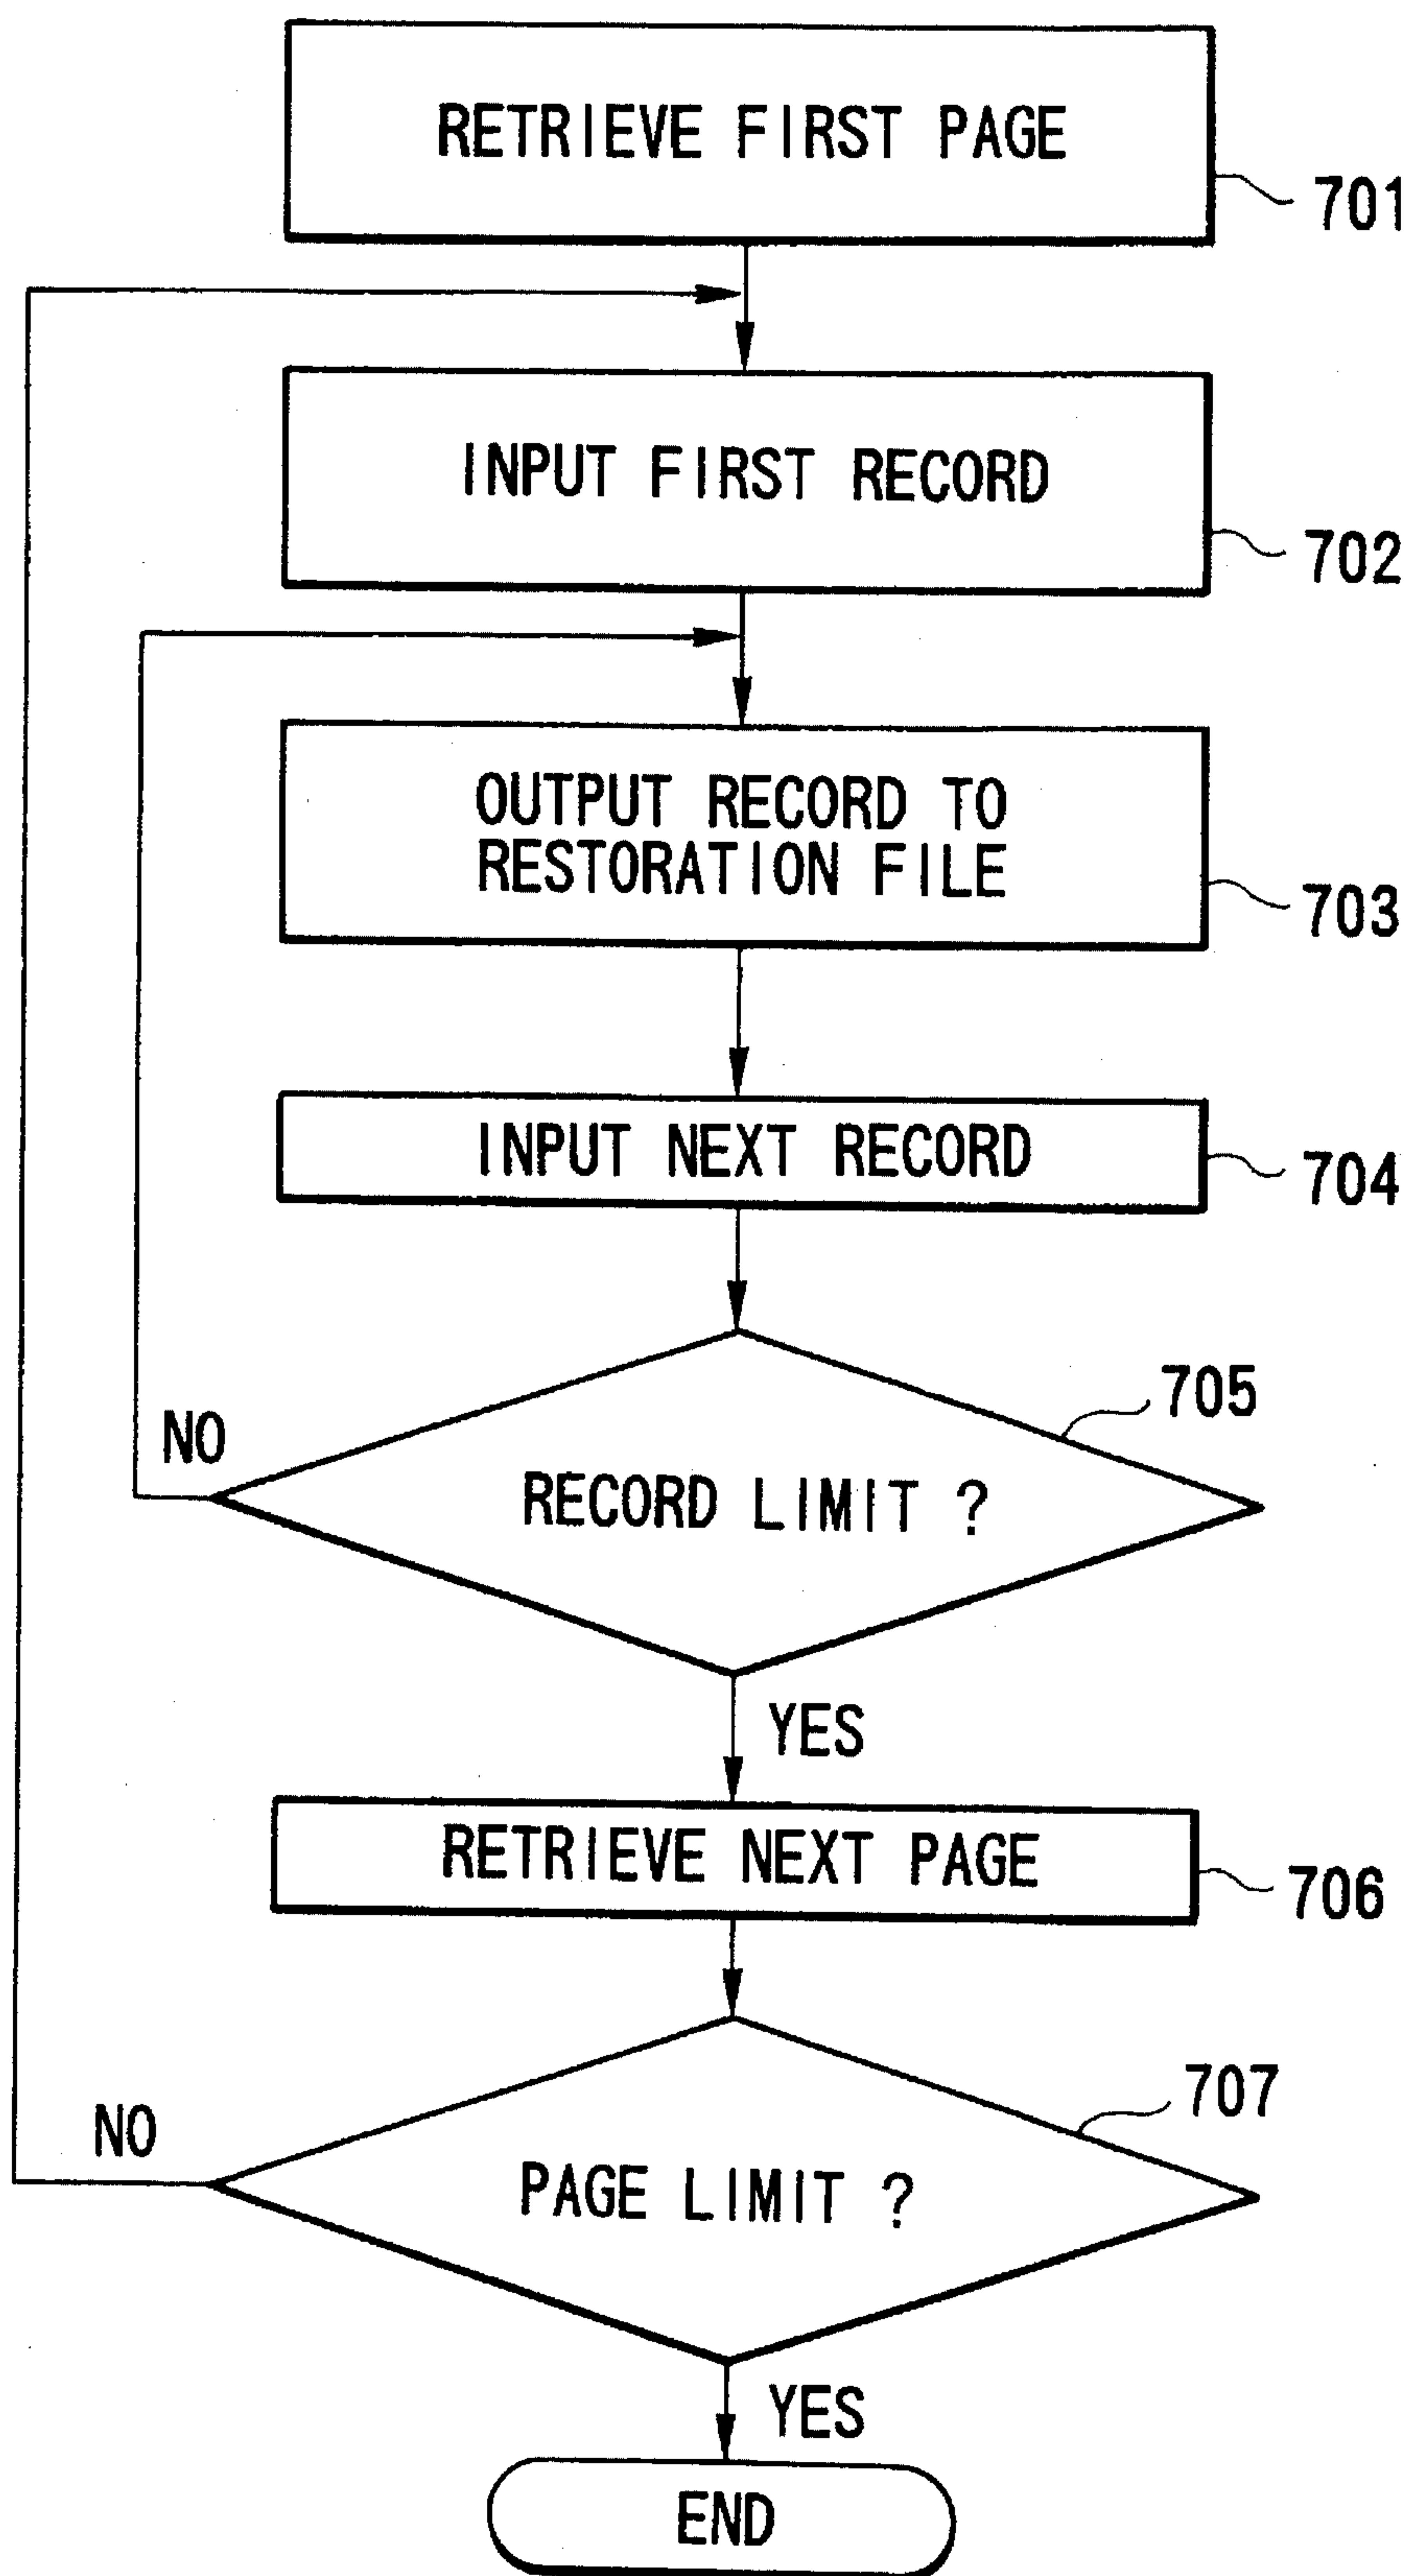 RETRIEVE FIRST PAGE
701
INPUT FIRST RECORD
702
OUTPUT RECORD TO
RESTORATION FILE
703
INPUT NEXT RECORD
704
705
NO
RECORD LIMIT ?
YES
RETRIEVE NEXT PAGE
706
707
NO
PAGE LIMIT ?
YES
END